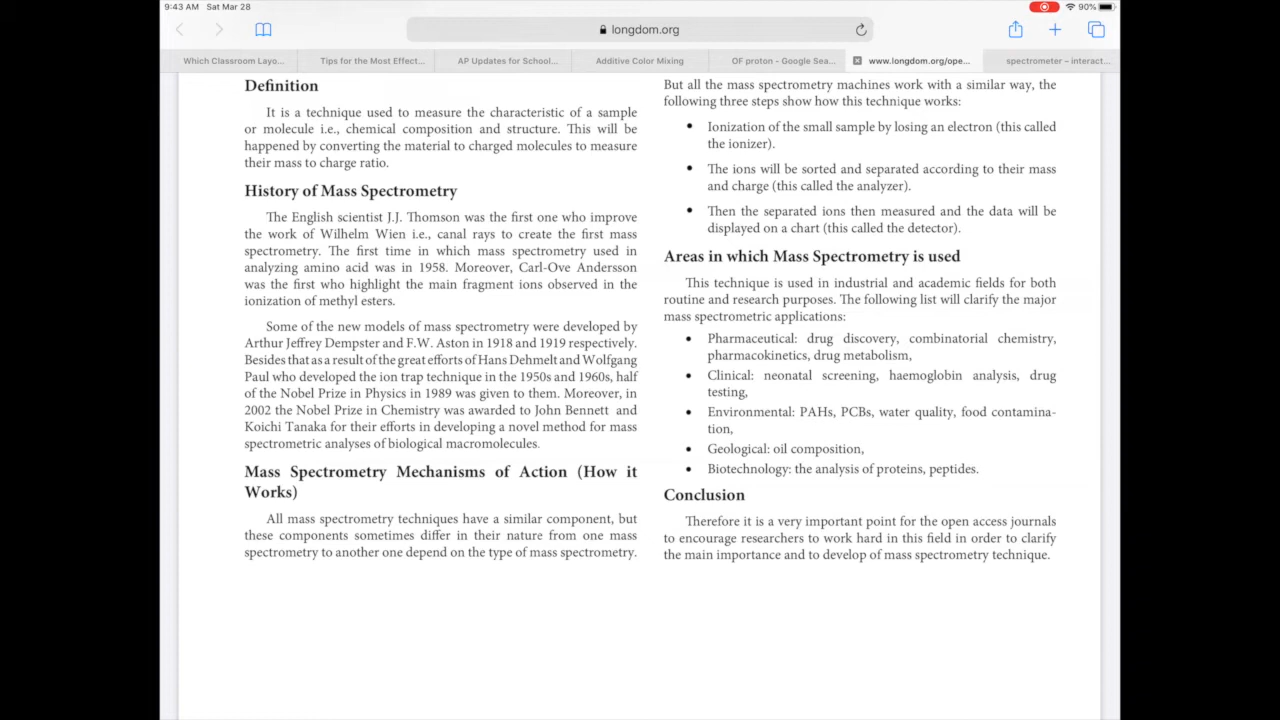 9:43 AM Sat Mar 28
90%
longdom.org
Which Classroom Layo...
Tips for the Most Effect...
AP Updates for School...
Additive Color Mixing
OF proton - Google Sea...
www.longdom.org/ope...
spectrometer – interact...
Definition
It is a technique used to measure the characteristic of a sample
or molecule i.e., chemical composition and structure. This will be
happened by converting the material to charged molecules to measure
their mass to charge ratio.
History of Mass Spectrometry
The English scientist J.J. Thomson was the first one who improve
the work of Wilhelm Wien i.e., canal rays to create the first mass
spectrometry. The first time in which mass spectrometry used in
analyzing amino acid was in 1958. Moreover, Carl-Ove Andersson
was the first who highlight the main fragment ions observed in the
ionization of methyl esters.
Some of the new models of mass spectrometry were developed by
Arthur Jeffrey Dempster and F.W. Aston in 1918 and 1919 respectively.
Besides that as a result of the great efforts of Hans Dehmelt and Wolfgang
Paul who developed the ion trap technique in the 1950s and 1960s, half
of the Nobel Prize in Physics in 1989 was given to them. Moreover, in
2002 the Nobel Prize in Chemistry was awarded to John Bennett and
Koichi Tanaka for their efforts in developing a novel method for mass
spectrometric analyses of biological macromolecules.
Mass Spectrometry Mechanisms of Action (How it
Works)
All mass spectrometry techniques have a similar component, but
these components sometimes differ in their nature from one mass
spectrometry to another one depend on the type of mass spectrometry.
But all the mass spectrometry machines work with a similar way, the
following three steps show how this technique works:
• Ionization of the small sample by losing an electron (this called
the ionizer).
• The ions will be sorted and separated according to their mass
and charge (this called the analyzer).
• Then the separated ions then measured and the data will be
displayed on a chart (this called the detector).
Areas in which Mass Spectrometry is used
This technique is used in industrial and academic fields for both
routine and research purposes. The following list will clarify the major
mass spectrometric applications:
• Pharmaceutical: drug discovery, combinatorial chemistry,
pharmacokinetics, drug metabolism,
• Clinical: neonatal screening, haemoglobin analysis, drug
testing,
• Environmental: PAHs, PCBs, water quality, food contamina-
tion,
• Geological: oil composition,
• Biotechnology: the analysis of proteins, peptides.
Conclusion
Therefore it is a very important point for the open access journals
to encourage researchers to work hard in this field in order to clarify
the main importance and to develop of mass spectrometry technique.